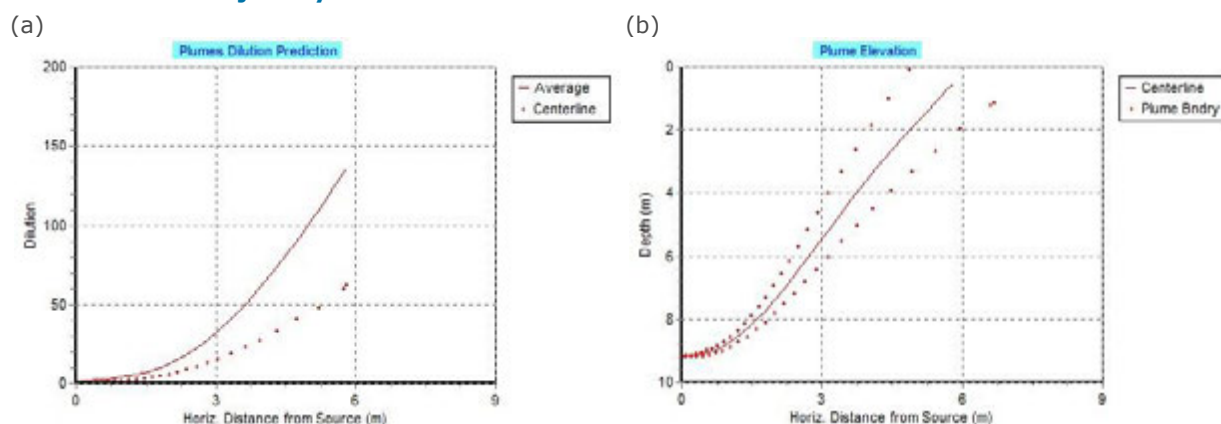 (a)
Plumes Dilution Prediction
200
150
100
50
0
Dilution
0 3 6 9
Horiz. Distance from Source (m)
Average
Centerline
(b)
Plume Elevation
0
2
4
6
8
10
Depth (m)
0 3 6 9
Horiz. Distance from Source (m)
Centerline
Plume Bndry